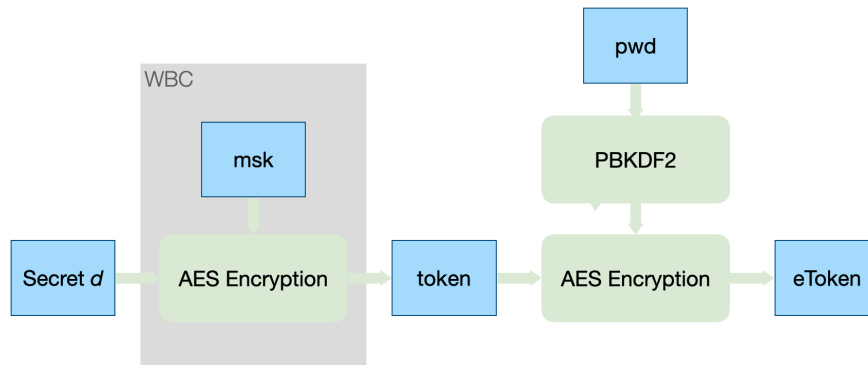 pwd
WBC
msk
PBKDF2
Secret d
AES Encryption
token
AES Encryption
eToken